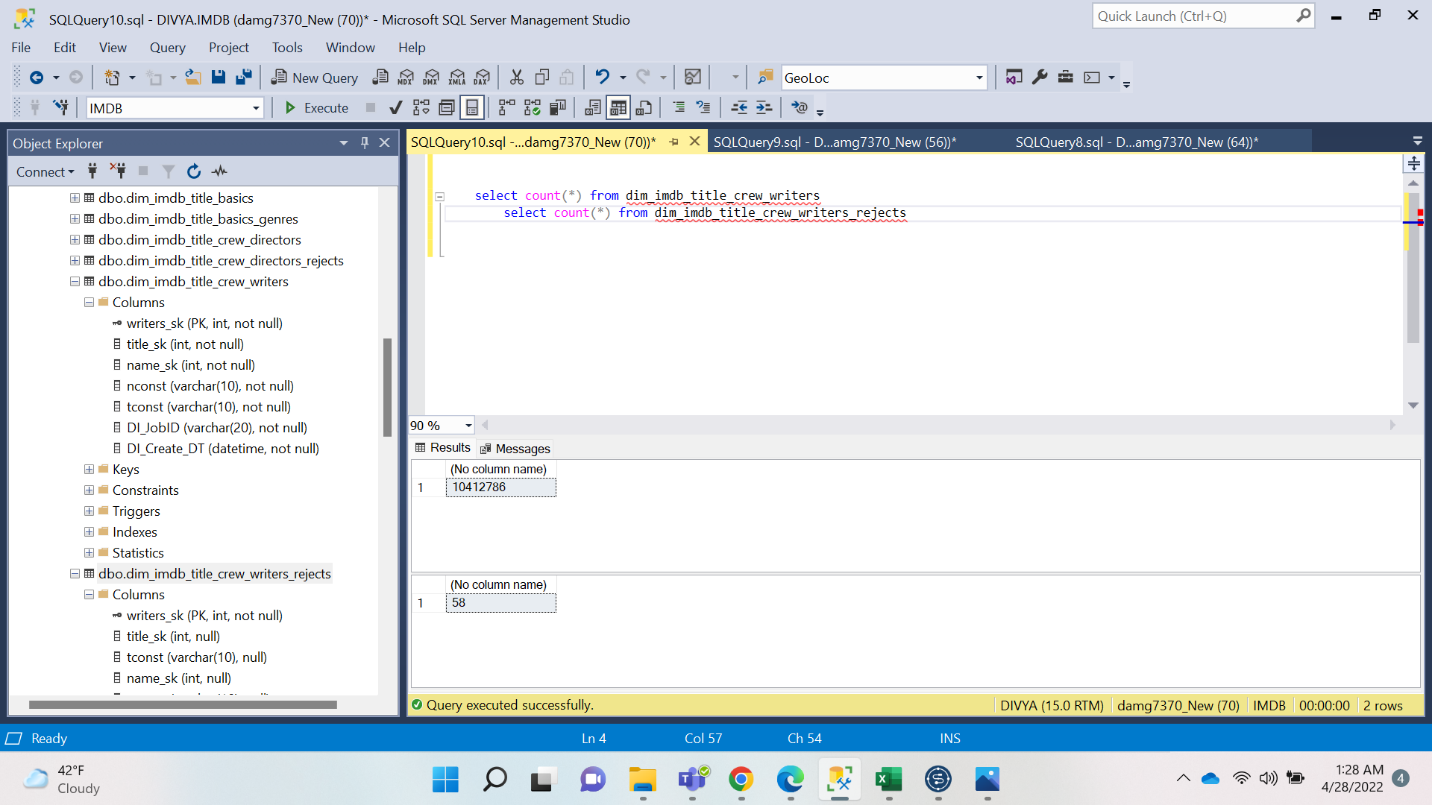 SQLQuery10.sql - DIVYA.IMDB (damg7370_New (70))* - Microsoft SQL Server Management Studio
Quick Launch (Ctrl+Q)
File Edit View Query Project Tools Window Help
New Query
MDX DMX XMLA DAX
GeoLoc
IMDB
Execute
Object Explorer
Connect
dbo.dim_imdb_title_basics
dbo.dim_imdb_title_basics_genres
dbo.dim_imdb_title_crew_directors
dbo.dim_imdb_title_crew_directors_rejects
dbo.dim_imdb_title_crew_writers
Columns
writers_sk (PK, int, not null)
title_sk (int, not null)
name_sk (int, not null)
nconst (varchar(10), not null)
tconst (varchar(10), not null)
DI_JobID (varchar(20), not null)
DI_Create_DT (datetime, not null)
Keys
Constraints
Triggers
Indexes
Statistics
dbo.dim_imdb_title_crew_writers_rejects
Columns
writers_sk (PK, int, not null)
title_sk (int, null)
tconst (varchar(10), null)
name_sk (int, null)
SQLQuery10.sql -...damg7370_New (70))*
SQLQuery9.sql - D...amg7370_New (56))*
SQLQuery8.sql - D...amg7370_New (64))*
select count(*) from dim_imdb_title_crew_writers
select count(*) from dim_imdb_title_crew_writers_rejects
90 %
Results Messages
(No column name)
1 10412786
(No column name)
1 58
Query executed successfully.
DIVYA (15.0 RTM) damg7370_New (70) IMDB 00:00:00 2 rows
Ready Ln 4 Col 57 Ch 54 INS
42°F
Cloudy
1:28 AM
4/28/2022
4